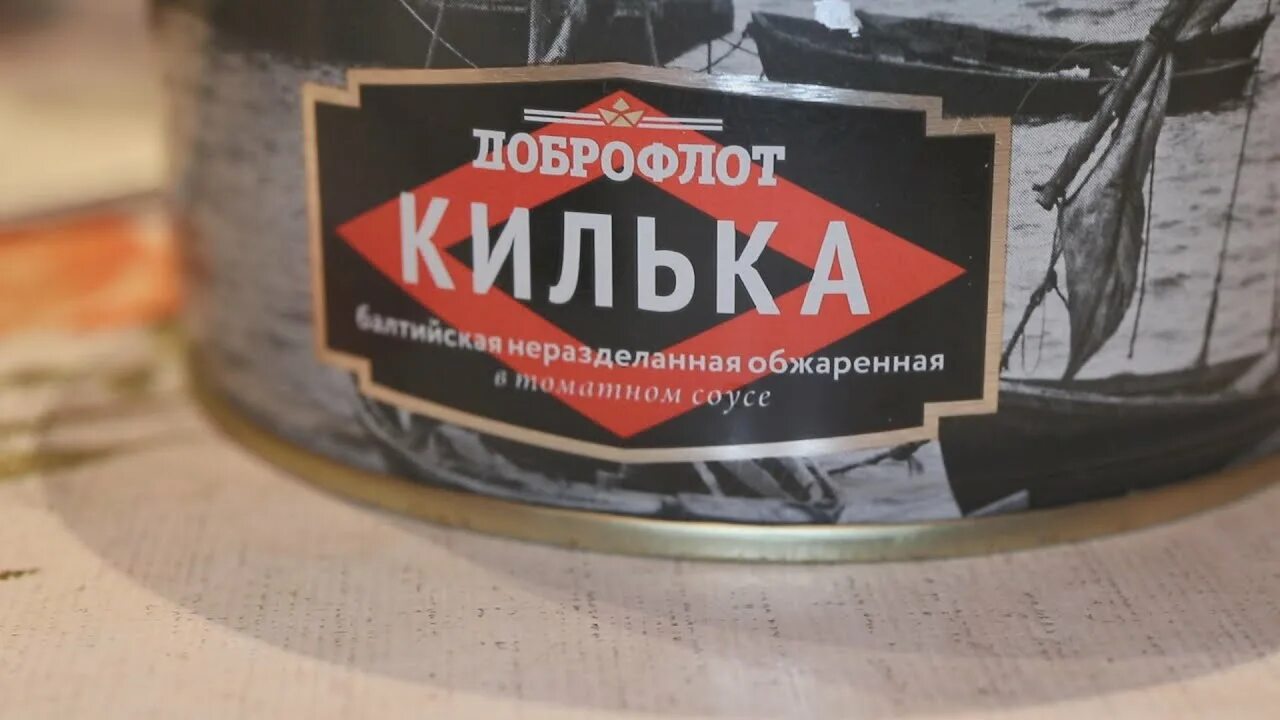 ДОБРОФЛОТ
КИЛЬКА
балтийская неразделанная обжаренная
в томатном соусе